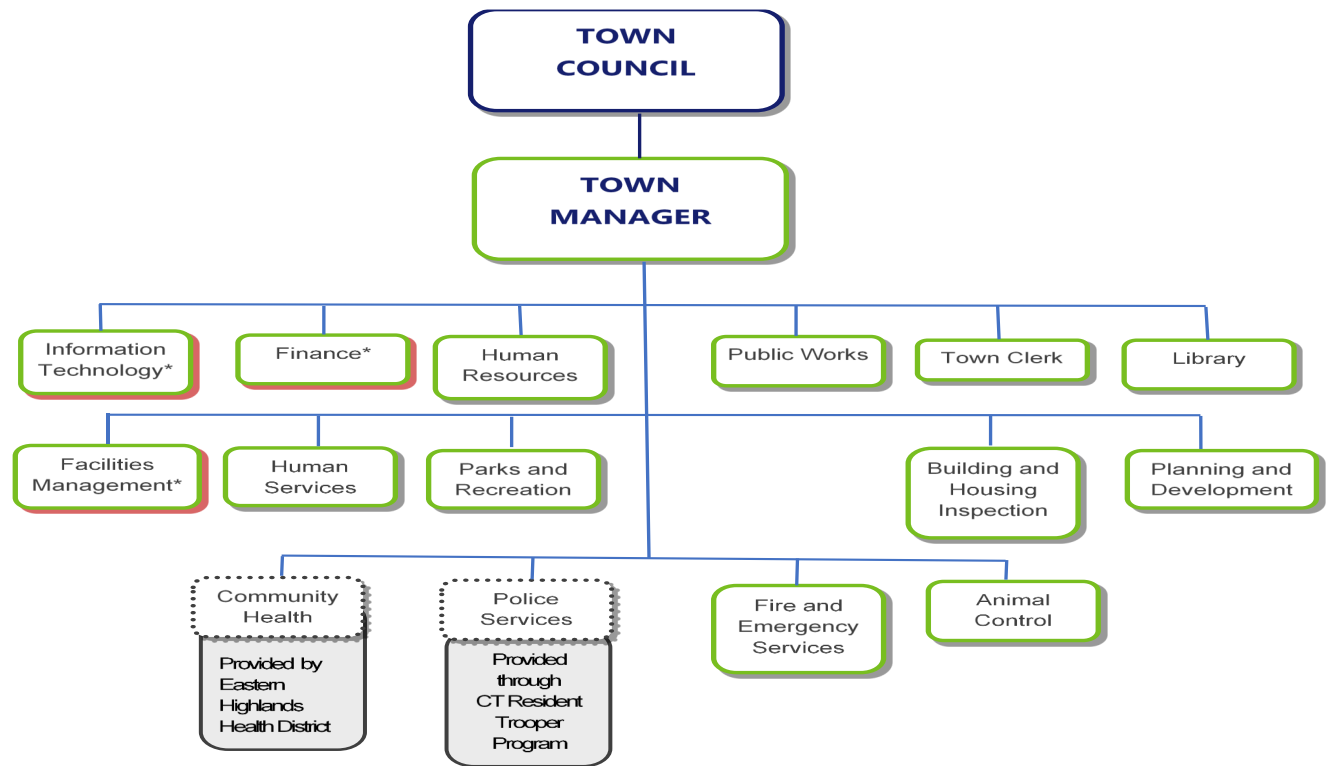 TOWN
COUNCIL
TOWN
MANAGER
Information
Technology*
Finance*
Human
Resources
Public Works
Town Clerk
Library
Facilities
Management*
Human
Services
Parks and
Recreation
Building and
Housing
Inspection
Planning and
Development
Community
Health
Provided by
Eastern
Highlands
Health District
Police
Services
Provided
through
CT Resident
Trooper
Program
Fire and
Emergency
Services
Animal
Control